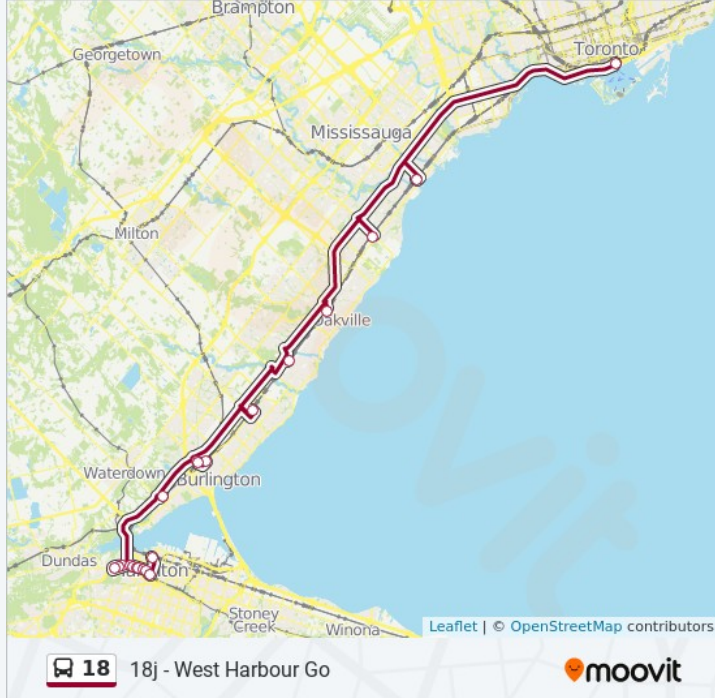 Brampton
Georgetown
Toronto
Mississauga
Milton
Oakville
Waterdown
Burlington
Dundas
Hamilton
Stoney
Creek
Winona
Leaflet | © OpenStreetMap contributors
18 18j - West Harbour Go
moovit